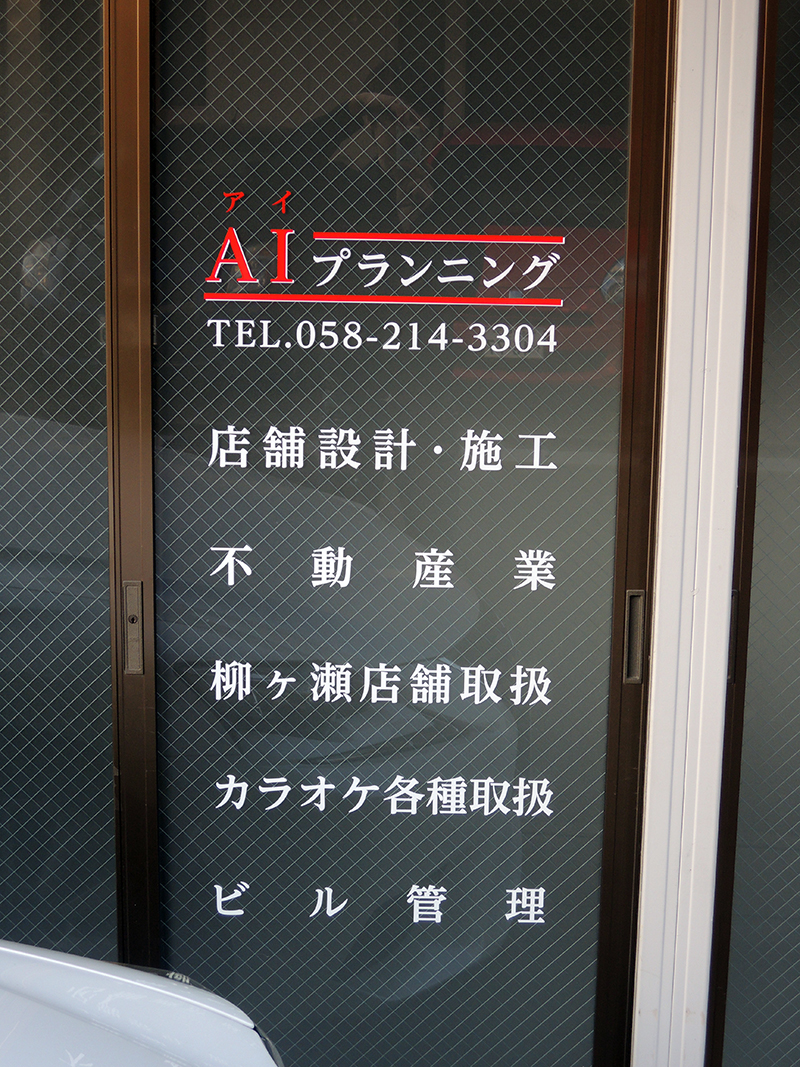 アイ
AIプランニング
TEL.058-214-3304
店舗設計・施工
不動産業
柳ヶ瀬店舗取扱
カラオケ各種取扱
ビル管理